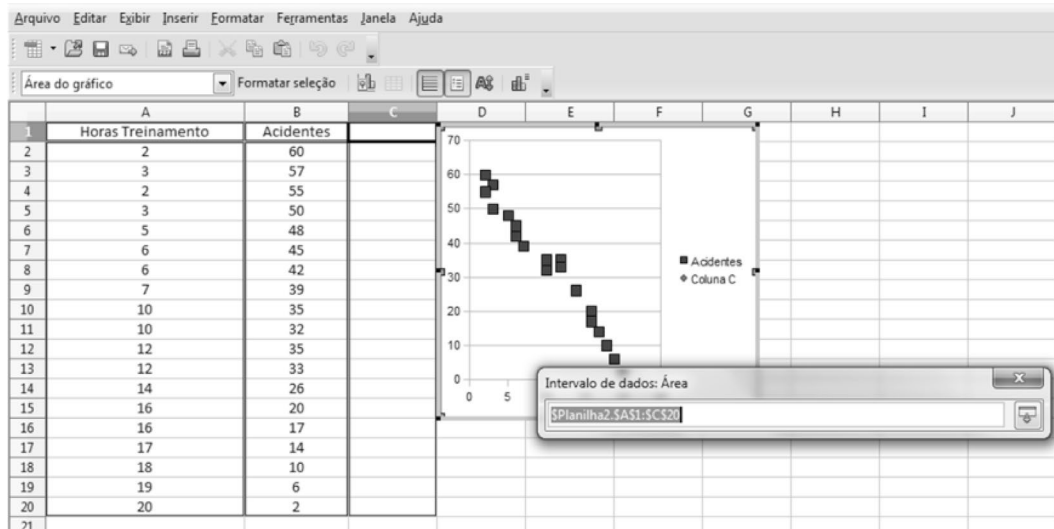 Arquivo Editar Exibir Inserir Formatar Ferramentas Janela Ajuda
Área do gráfico Formatar seleção
A B C D E F G H I J
1 Horas Treinamento Acidentes
2 2 60
3 3 57
4 2 55
5 3 50
6 5 48
7 6 45
8 6 42
9 7 39
10 10 35
11 10 32
12 12 35
13 12 33
14 14 26
15 16 20
16 16 17
17 17 14
18 18 10
19 19 6
20 20 2
21
70
60
50
40
30
20
10
0
0 5
Acidentes
Coluna C
Intervalo de dados: Área
$Planilha2.$A$1:$C$20